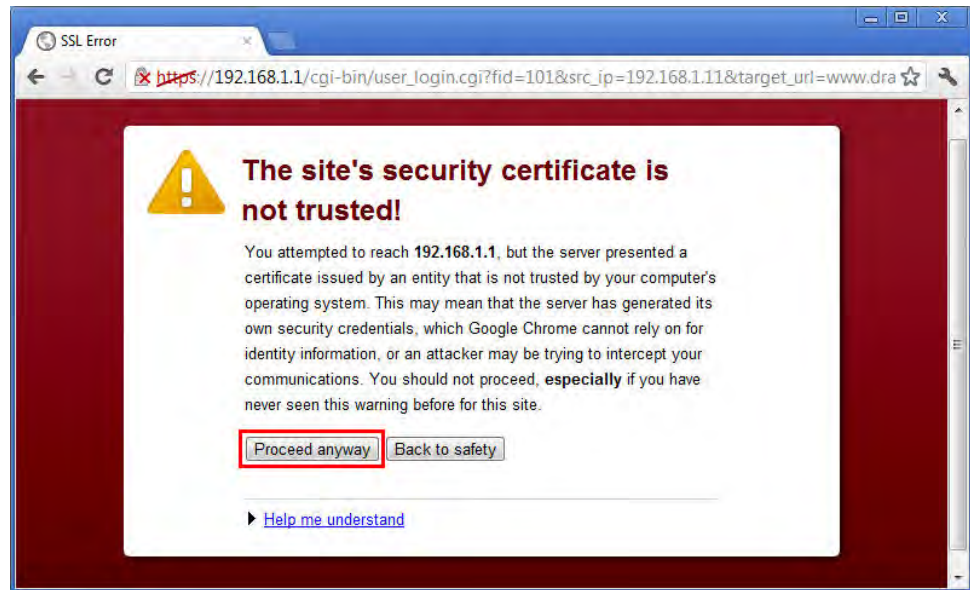 SSL Error
https://192.168.1.1/cgi-bin/user_login.cgi?fid=101&src_ip=192.168.1.11&target_url=www.dra
The site's security certificate is
not trusted!
You attempted to reach 192.168.1.1, but the server presented a
certificate issued by an entity that is not trusted by your computer's
operating system. This may mean that the server has generated its
own security credentials, which Google Chrome cannot rely on for
identity information, or an attacker may be trying to intercept your
communications. You should not proceed, especially if you have
never seen this warning before for this site.
Proceed anyway Back to safety
Help me understand